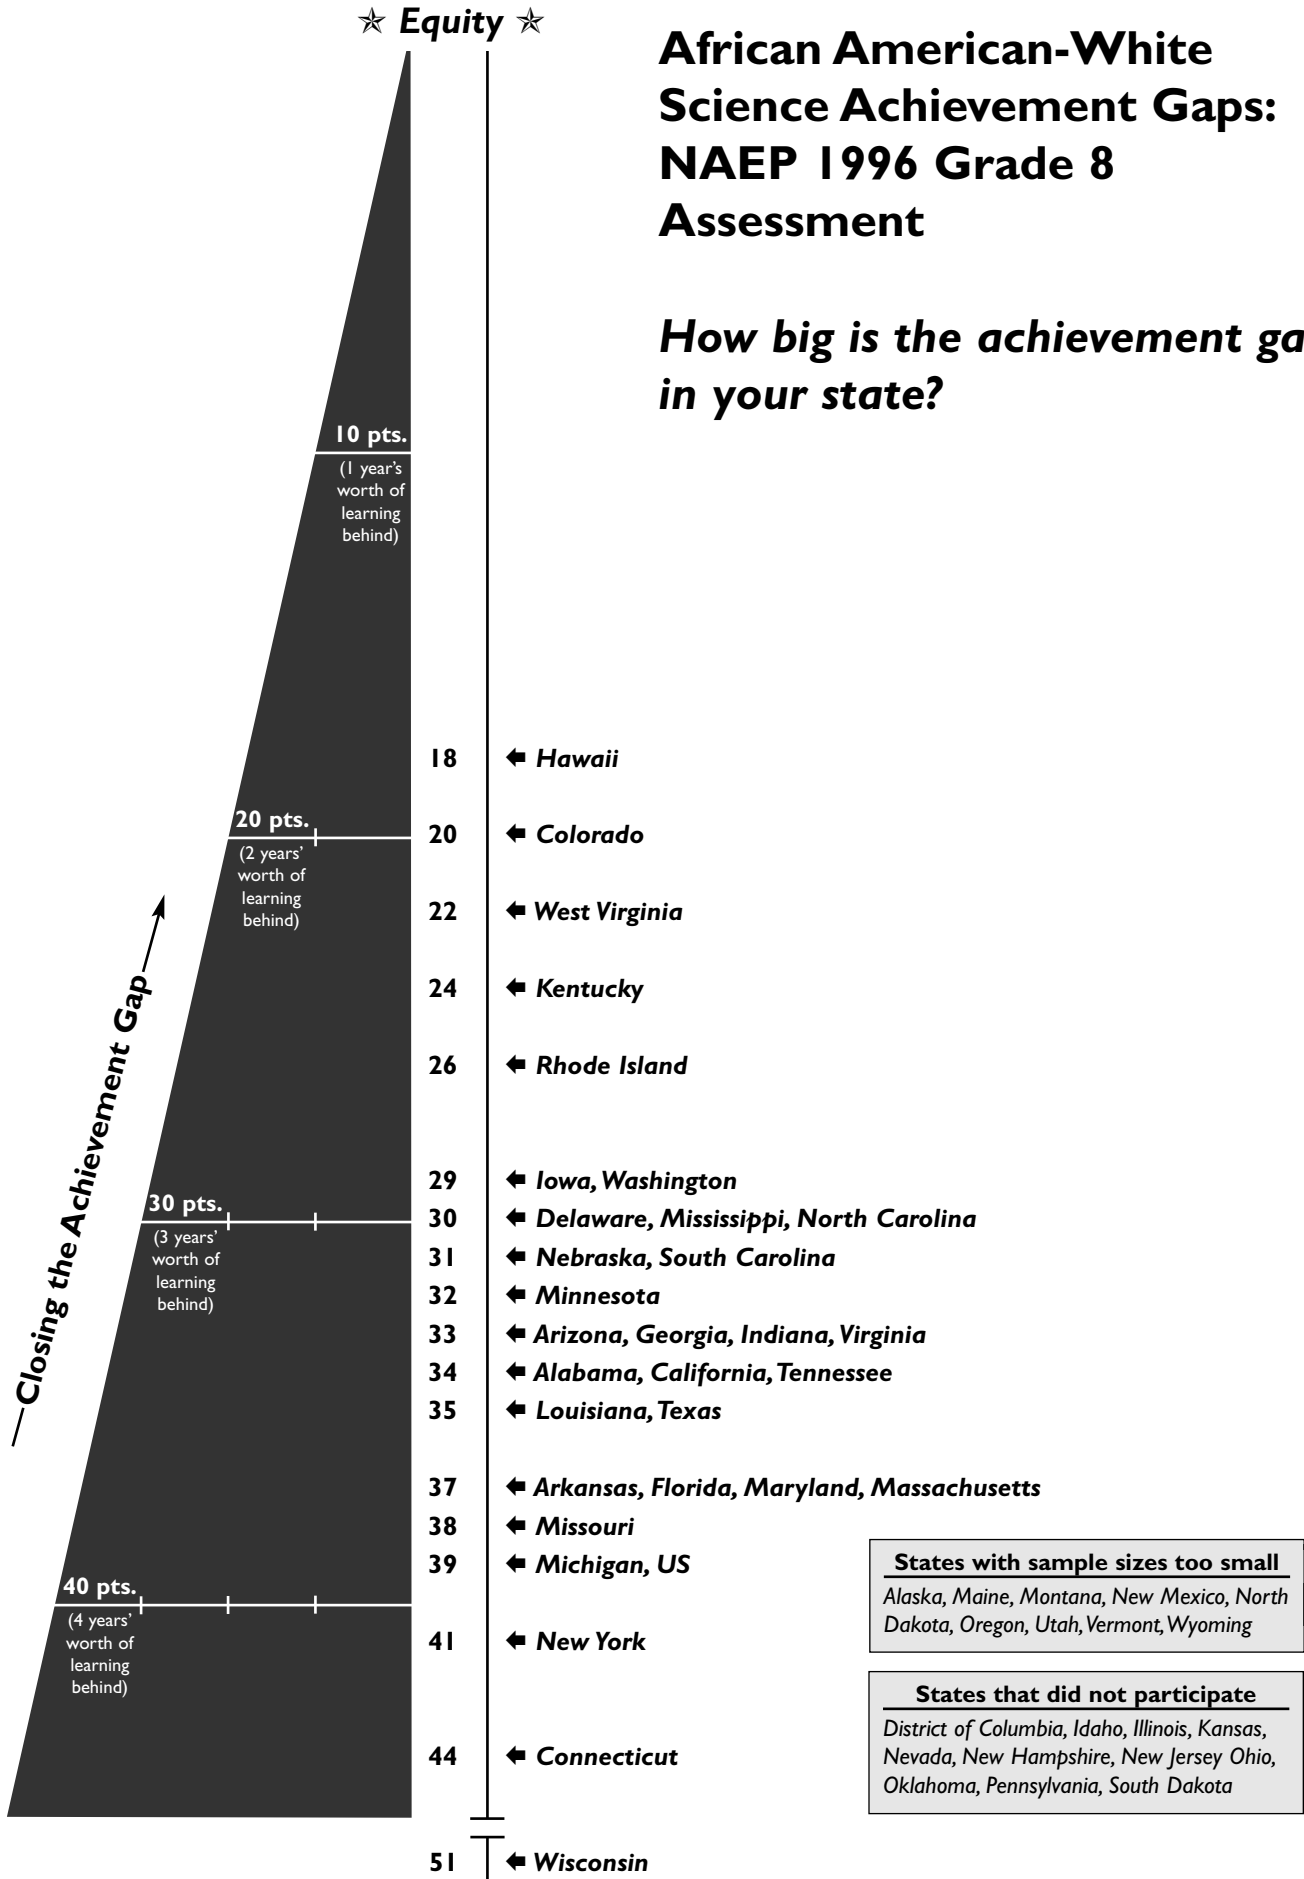 ✯ Equity ✯
African American-White
Science Achievement Gaps:
NAEP 1996 Grade 8
Assessment
How big is the achievement ga
in your state?
10 pts.
(1 year's
worth of
learning
behind)
18 Hawaii
20 pts.
(2 years'
worth of
learning
behind)
20 Colorado
22 West Virginia
24 Kentucky
26 Rhode Island
Closing the Achievement Gap
29 Iowa, Washington
30 pts.
(3 years'
worth of
learning
behind)
30 Delaware, Mississippi, North Carolina
31 Nebraska, South Carolina
32 Minnesota
33 Arizona, Georgia, Indiana, Virginia
34 Alabama, California, Tennessee
35 Louisiana, Texas
37 Arkansas, Florida, Maryland, Massachusetts
38 Missouri
39 Michigan, US
40 pts.
(4 years'
worth of
learning
behind)
41 New York
44 Connecticut
51 Wisconsin
States with sample sizes too small
Alaska, Maine, Montana, New Mexico, North
Dakota, Oregon, Utah, Vermont, Wyoming
States that did not participate
District of Columbia, Idaho, Illinois, Kansas,
Nevada, New Hampshire, New Jersey Ohio,
Oklahoma, Pennsylvania, South Dakota